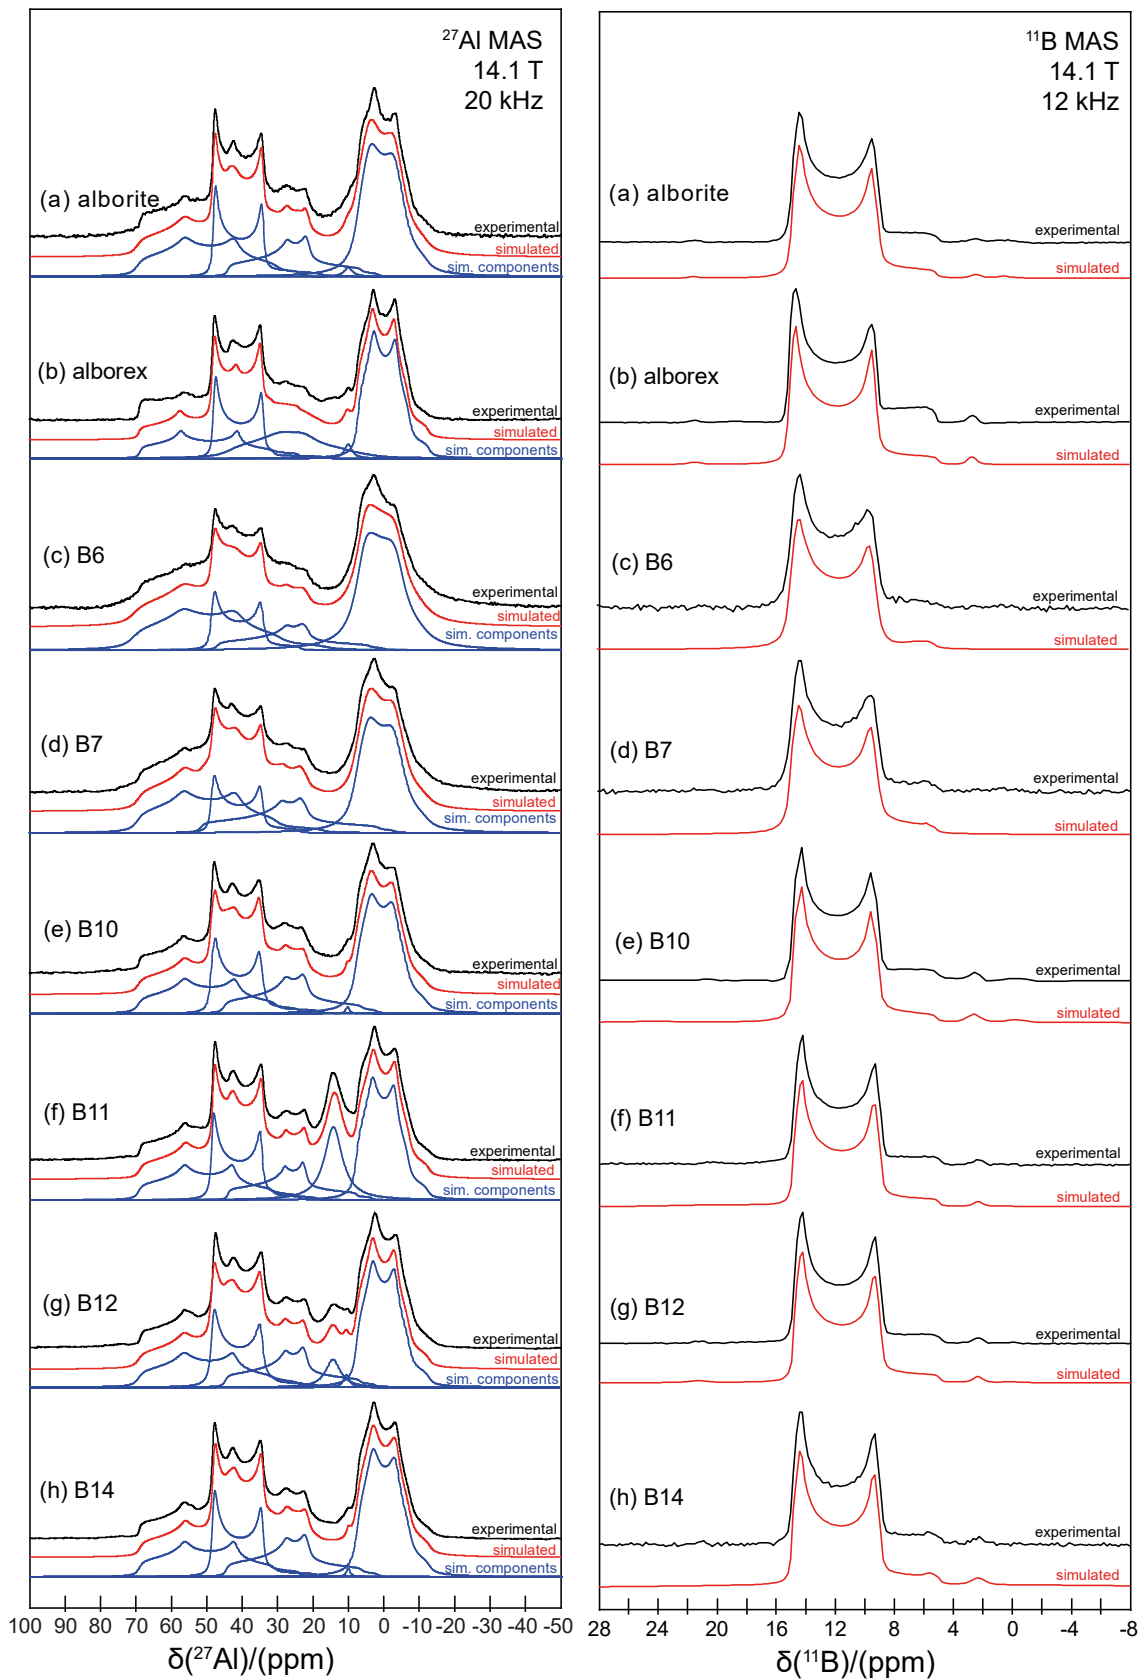 ²⁷Al MAS
14.1 T
20 kHz
(a) alborite
experimental
simulated
sim. components
(b) alborex
experimental
simulated
sim. components
(c) B6
experimental
simulated
sim. components
(d) B7
experimental
simulated
sim. components
(e) B10
experimental
simulated
sim. components
(f) B11
experimental
simulated
sim. components
(g) B12
experimental
simulated
sim. components
(h) B14
experimental
simulated
sim. components
100 90 80 70 60 50 40 30 20 10 0 -10 -20 -30 -40 -50
δ(²⁷Al)/(ppm)
¹¹B MAS
14.1 T
12 kHz
(a) alborite
experimental
simulated
(b) alborex
experimental
simulated
(c) B6
experimental
simulated
(d) B7
experimental
simulated
(e) B10
experimental
simulated
(f) B11
experimental
simulated
(g) B12
experimental
simulated
(h) B14
experimental
simulated
28 24 20 16 12 8 4 0 -4 -8
δ(¹¹B)/(ppm)